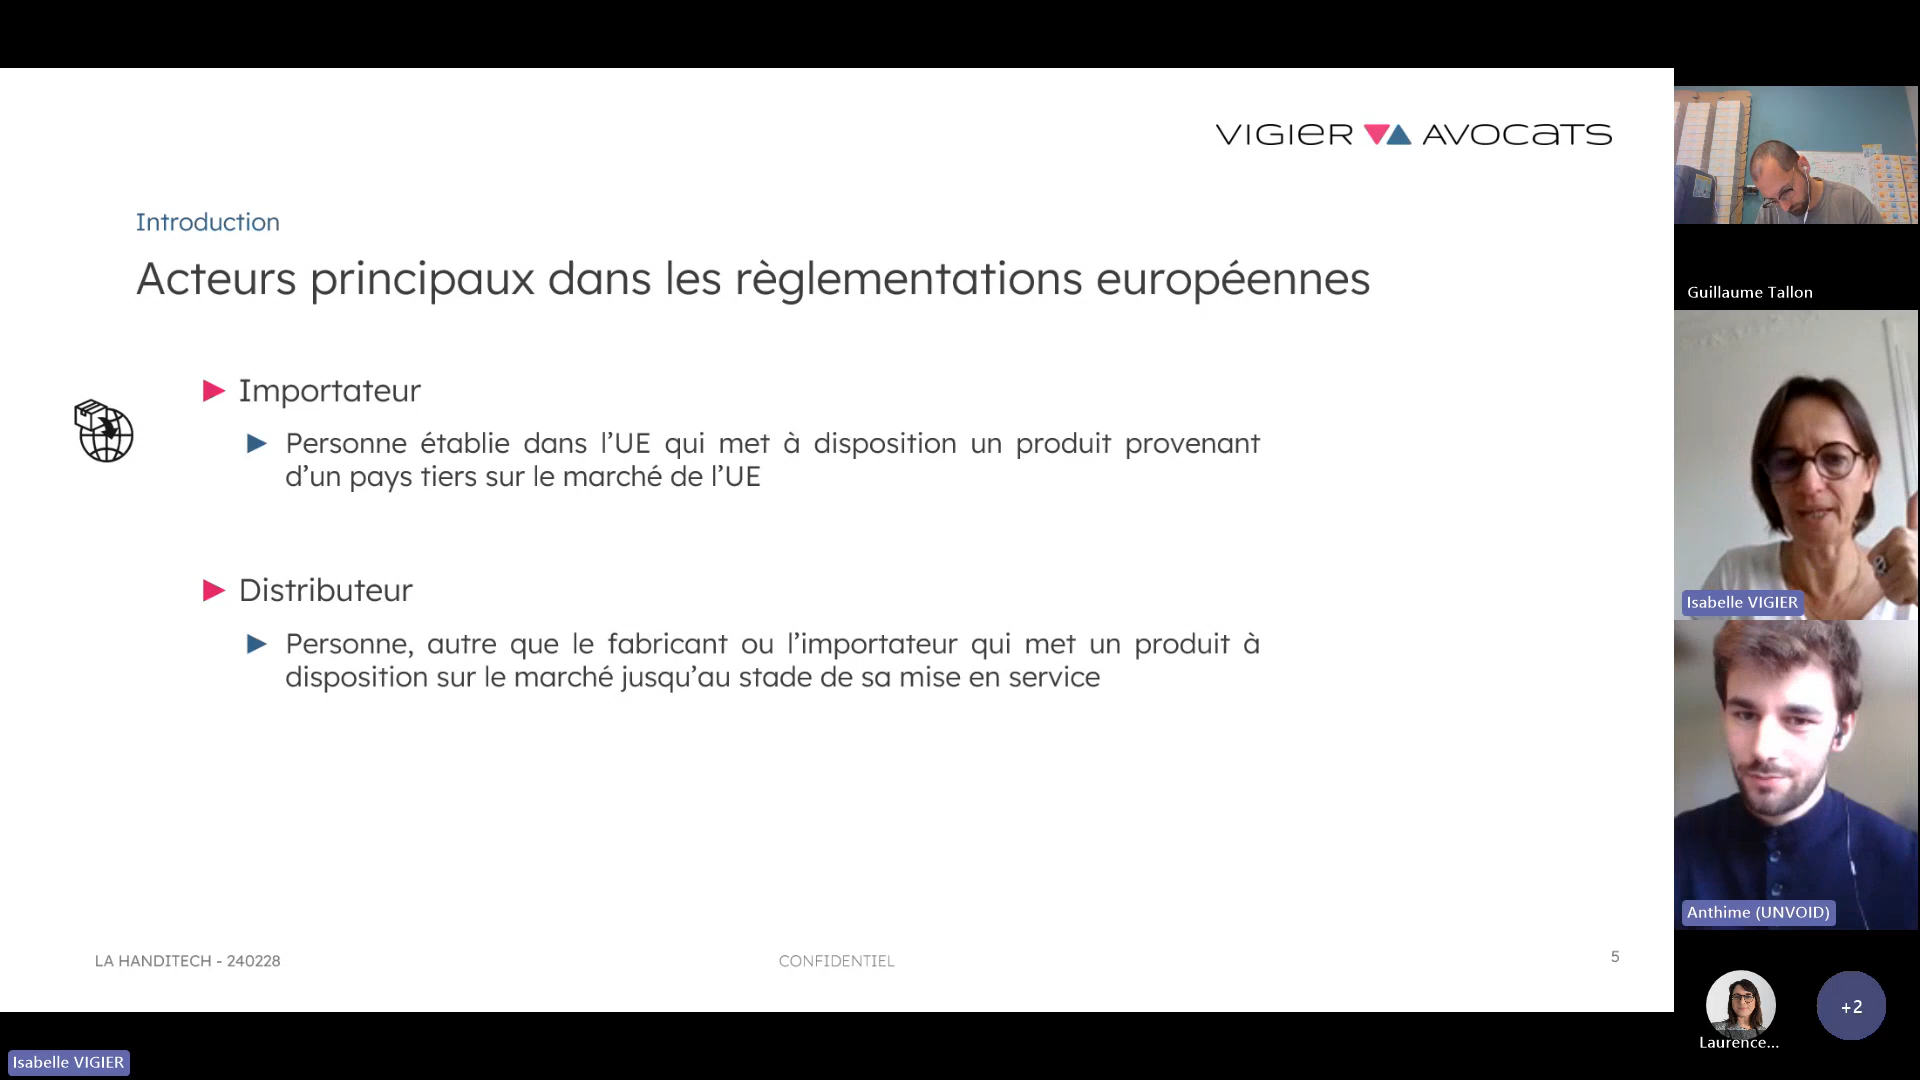 VIGIER AVOCATS
Introduction
Acteurs principaux dans les règlementations européennes
Importateur
Personne établie dans l’UE qui met à disposition un produit provenant
d’un pays tiers sur le marché de l’UE
Distributeur
Personne, autre que le fabricant ou l’importateur qui met un produit à
disposition sur le marché jusqu’au stade de sa mise en service
LA HANDITECH - 240228
CONFIDENTIEL
5
Guillaume Tallon
Isabelle VIGIER
Anthime (UNVOID)
Laurence...
+2
Isabelle VIGIER